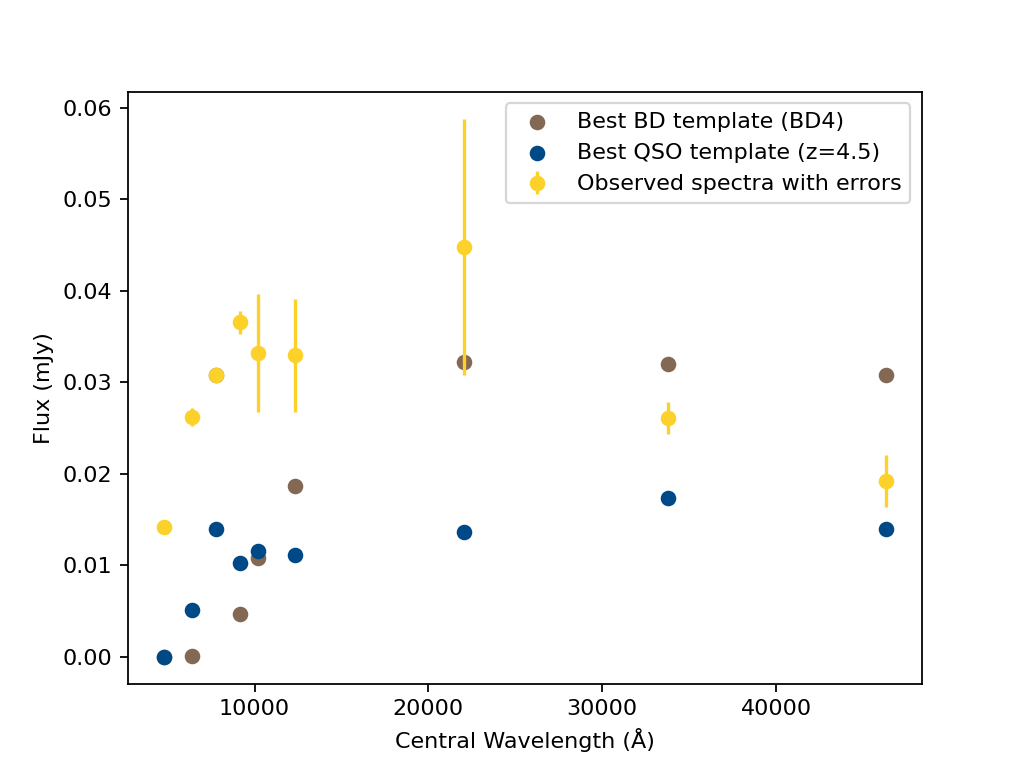 Best BD template (BD4)
Best QSO template (z=4.5)
Observed spectra with errors
Flux (mJy)
0.06
0.05
0.04
0.03
0.02
0.01
0.00
10000 20000 30000 40000
Central Wavelength (Å)